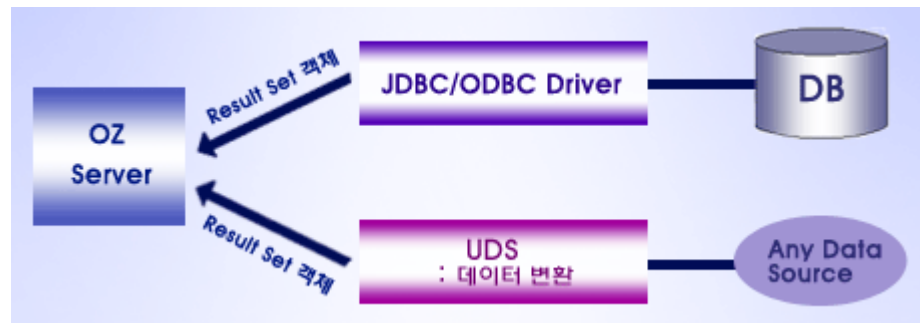 OZ
Server
Result Set 객체
JDBC/ODBC Driver
DB
Result Set 객체
UDS
: 데이터 변환
Any Data
Source